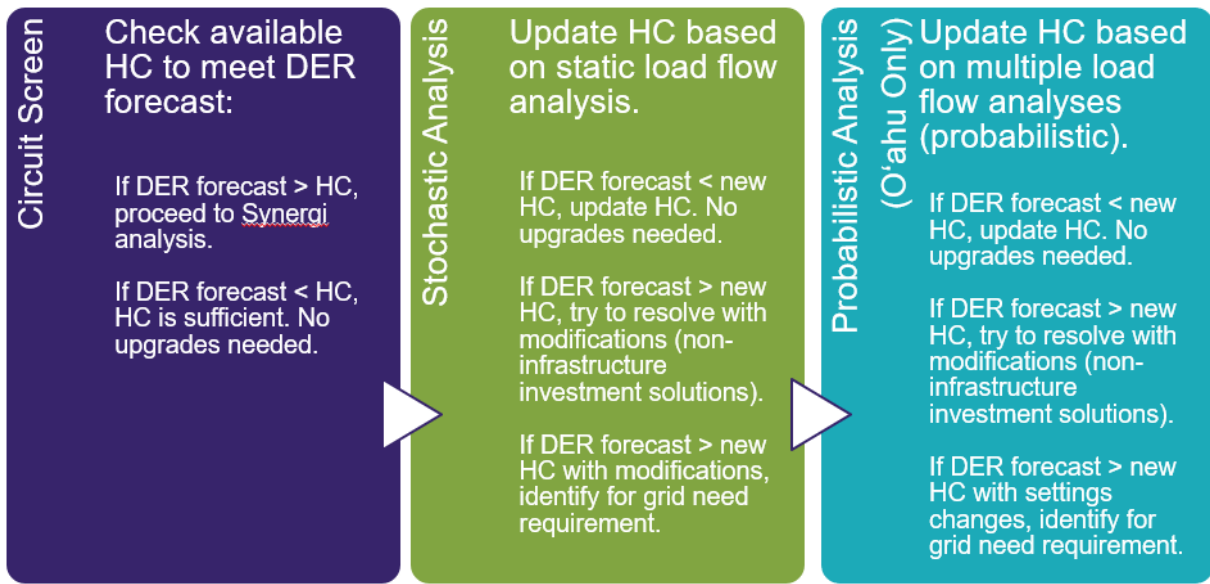 Circuit Screen
Check available
HC to meet DER
forecast:
If DER forecast > HC,
proceed to Synergi
analysis.
If DER forecast < HC,
HC is sufficient. No
upgrades needed.
Stochastic Analysis
Update HC based
on static load flow
analysis.
If DER forecast < new
HC, update HC. No
upgrades needed.
If DER forecast > new
HC, try to resolve with
modifications (non-
infrastructure
investment solutions).
If DER forecast > new
HC with modifications,
identify for grid need
requirement.
Probabilistic Analysis
(Oʻahu Only)
Update HC based
on multiple load
flow analyses
(probabilistic).
If DER forecast < new
HC, update HC. No
upgrades needed.
If DER forecast > new
HC, try to resolve with
modifications (non-
infrastructure
investment solutions).
If DER forecast > new
HC with settings
changes, identify for
grid need requirement.